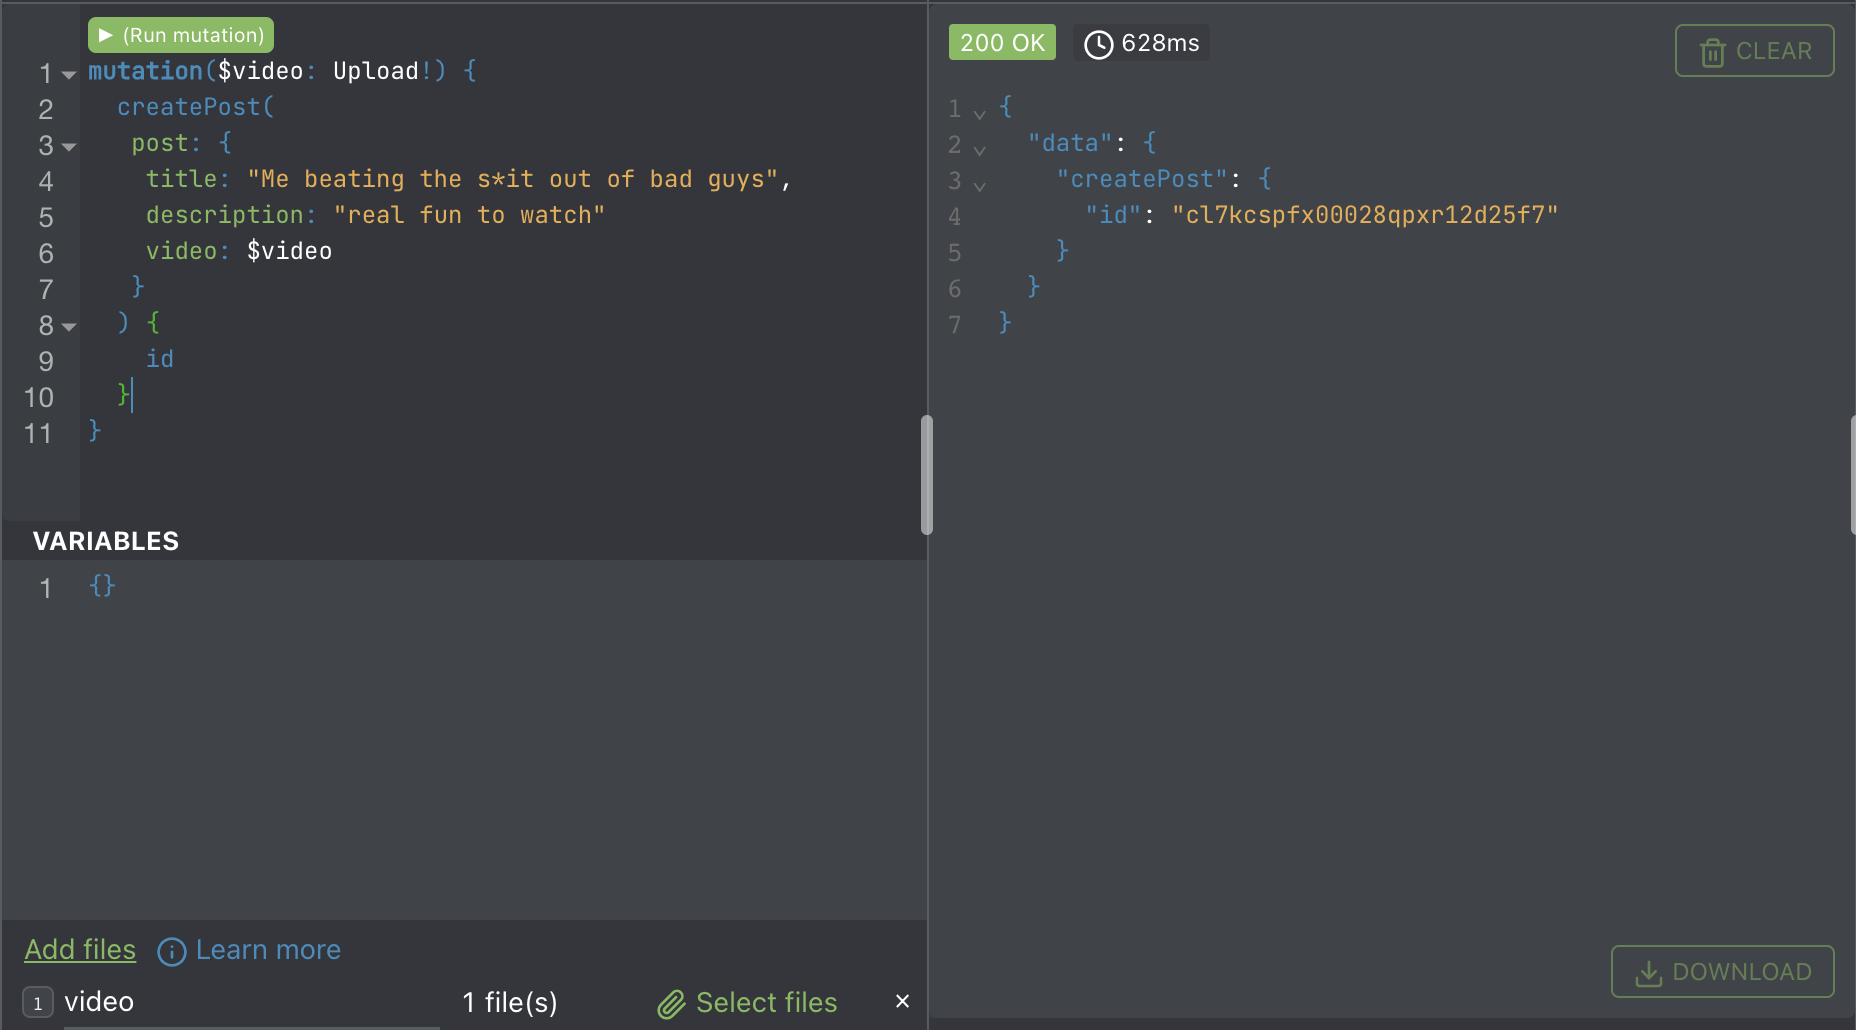 (Run mutation)
1 mutation($video: Upload!) {
2 createPost(
3 post: {
4 title: "Me beating the s*it out of bad guys",
5 description: "real fun to watch"
6 video: $video
7 }
8 ) {
9 id
10 }
11 }
VARIABLES
1 {}
Add files Learn more
1 video 1 file(s) Select files ×
200 OK 628ms CLEAR
1 {
2 "data": {
3 "createPost": {
4 "id": "cl7kcspfx00028qpxr12d25f7"
5 }
6 }
7 }
DOWNLOAD